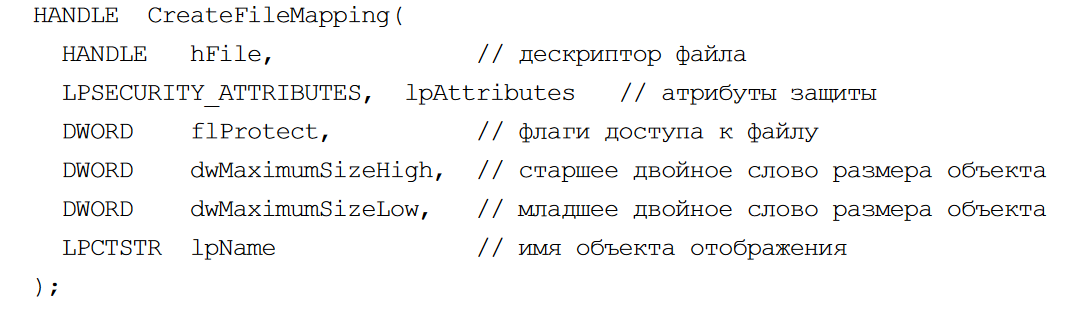 HANDLE CreateFileMapping(
HANDLE hFile, // дескриптор файла
LPSECURITY_ATTRIBUTES, lpAttributes // атрибуты защиты
DWORD flProtect, // флаги доступа к файлу
DWORD dwMaximumSizeHigh, // старшее двойное слово размера объекта
DWORD dwMaximumSizeLow, // младшее двойное слово размера объекта
LPCTSTR lpName // имя объекта отображения
);